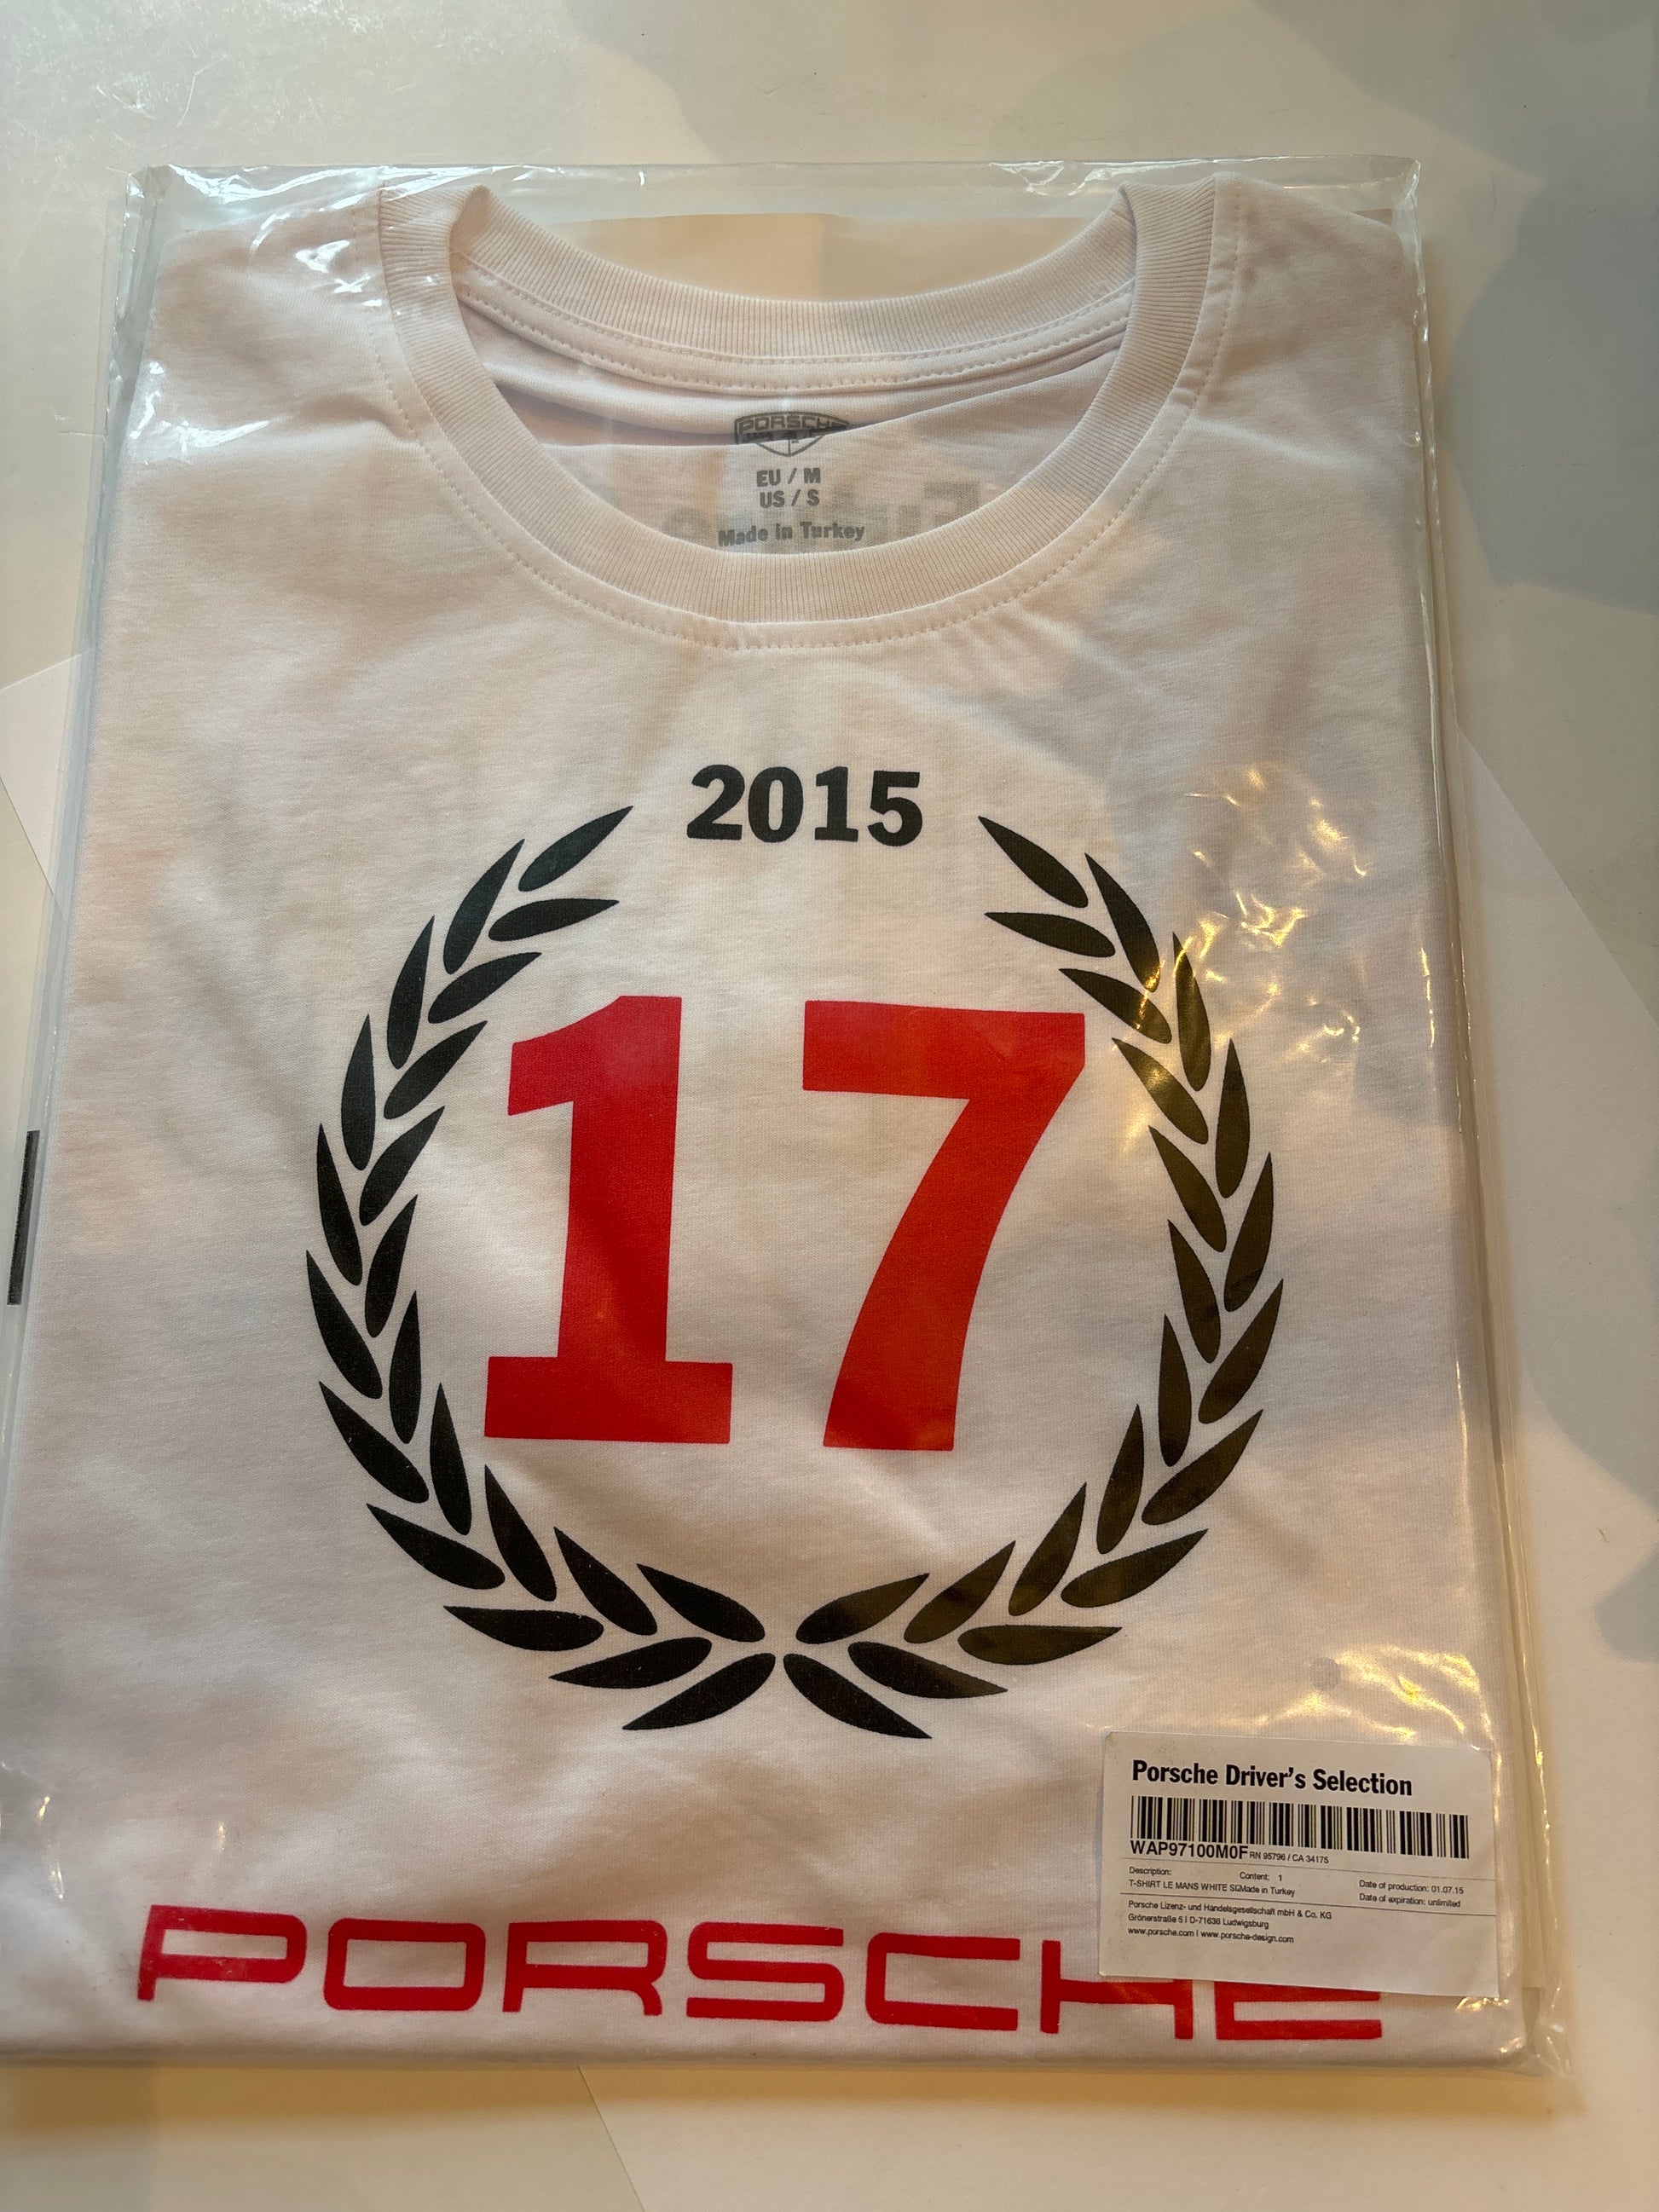 PORSCHE
EU / M
US / S
Made in Turkey
2015
17
Porsche Driver's Selection
WAP97100M0F RN 95796 / CA 34175
Description:
Content: 1
Date of production: 01.07.15
T-SHIRT LE MANS WHITE
Made in Turkey
Date of expiration: unlimited
Porsche Lizenz- und Handelsgesellschaft mbH & Co. KG
Grönerstraße 5 | D-71636 Ludwigsburg
www.porsche.com | www.porsche-design.com
PORSCHE